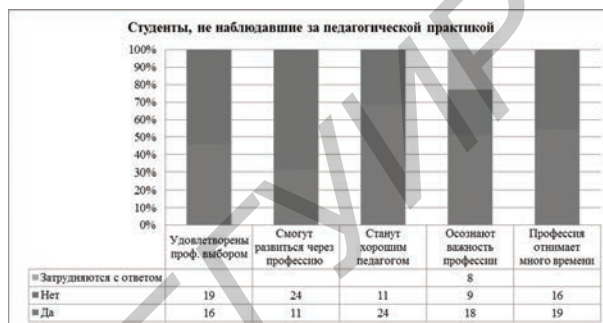 Студенты, не наблюдавшие за педагогической практикой
100%
90%
80%
70%
60%
50%
40%
30%
20%
10%
0%
Удовлетворены проф. выбором
Смогут развиться через профессию
Станут хорошим педагогом
Осознают важность профессии
Профессия отнимает много времени
Затрудняются с ответом 8
Нет 19 24 11 9 16
Да 16 11 24 18 19
ГУИР